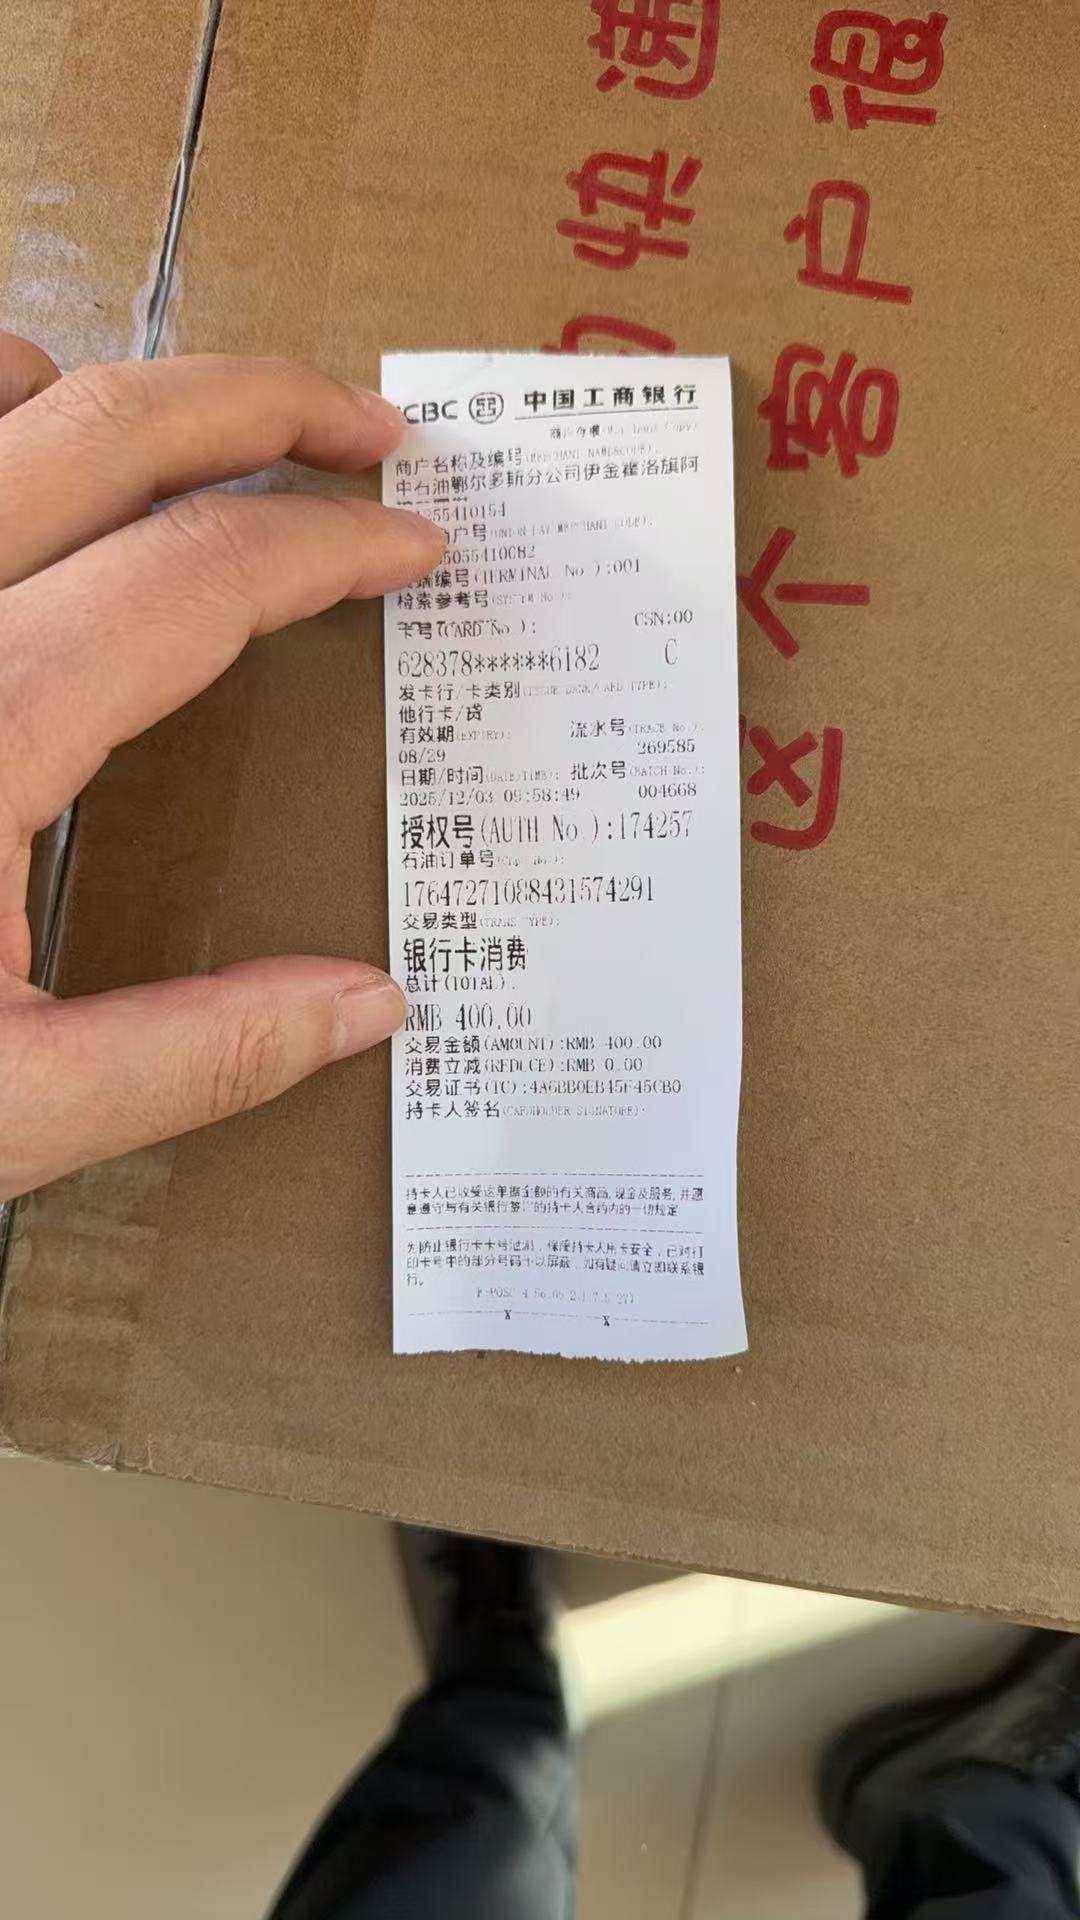 这个客户很
的快递
CBC 中国工商银行
商户存根
商户名称及编号(MERCHANT NAME&CODE):
中石油鄂尔多斯分公司伊金霍洛旗阿
55410154
商户号(UNION PAY MERCHANT CODE):
5055410082
编号(TERMINAL No.):001
检索参考号(SYSTEM No.):
卡号(CARD No.): CSN:00
628378******6182 C
发卡行/卡类别(ISSUE BANK/CARD TYPE):
他行卡/贷
有效期(EXPIRY): 流水号(TRACE No.):
08/29 269585
日期/时间(DATE/TIME): 批次号(BATCH No.):
2025/12/03 09:58:49 004668
授权号(AUTH No.):174257
石油订单号
17647271088431574291
交易类型(TRANS TYPE):
银行卡消费
总计(TOTAL):
RMB 400.00
交易金额(AMOUNT):RMB 400.00
消费立减(REDUCE):RMB 0.00
交易证书(TC):4A6BB0EB45F45CB0
持卡人签名(CARDHOLDER SIGNATURE):
持卡人已收受这单据金额的有关商品,现金及服务,并愿
意遵守与有关银行签订的持卡人合约内的一切规定
为防止银行卡卡号泄漏，保障持卡人用卡安全，已对打
印卡号中的部分号码予以屏蔽，如有疑问请立即联系银
行。
X X